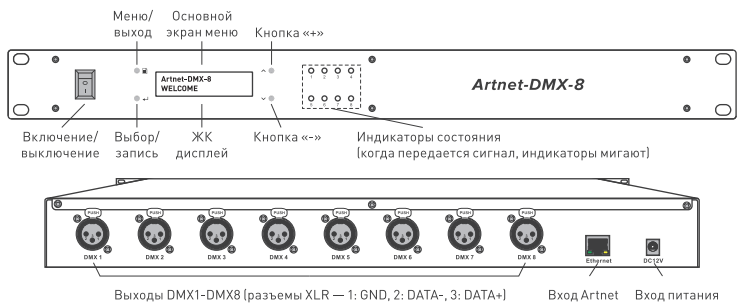 Меню/
выход
Основной
экран меню
Кнопка «+»
Artnet-DMX-8
WELCOME
1 2 3 4
5 6 7 8
Artnet-DMX-8
Включение/
выключение
Выбор/
запись
ЖК
дисплей
Кнопка «-»
Индикаторы состояния
(когда передается сигнал, индикаторы мигают)
PUSH PUSH PUSH PUSH PUSH PUSH PUSH PUSH
DMX 1 DMX 2 DMX 3 DMX 4 DMX 5 DMX 6 DMX 7 DMX 8 Ethernet DC12V
Выходы DMX1-DMX8 (разъемы XLR — 1: GND, 2: DATA-, 3: DATA+)
Вход Artnet
Вход питания